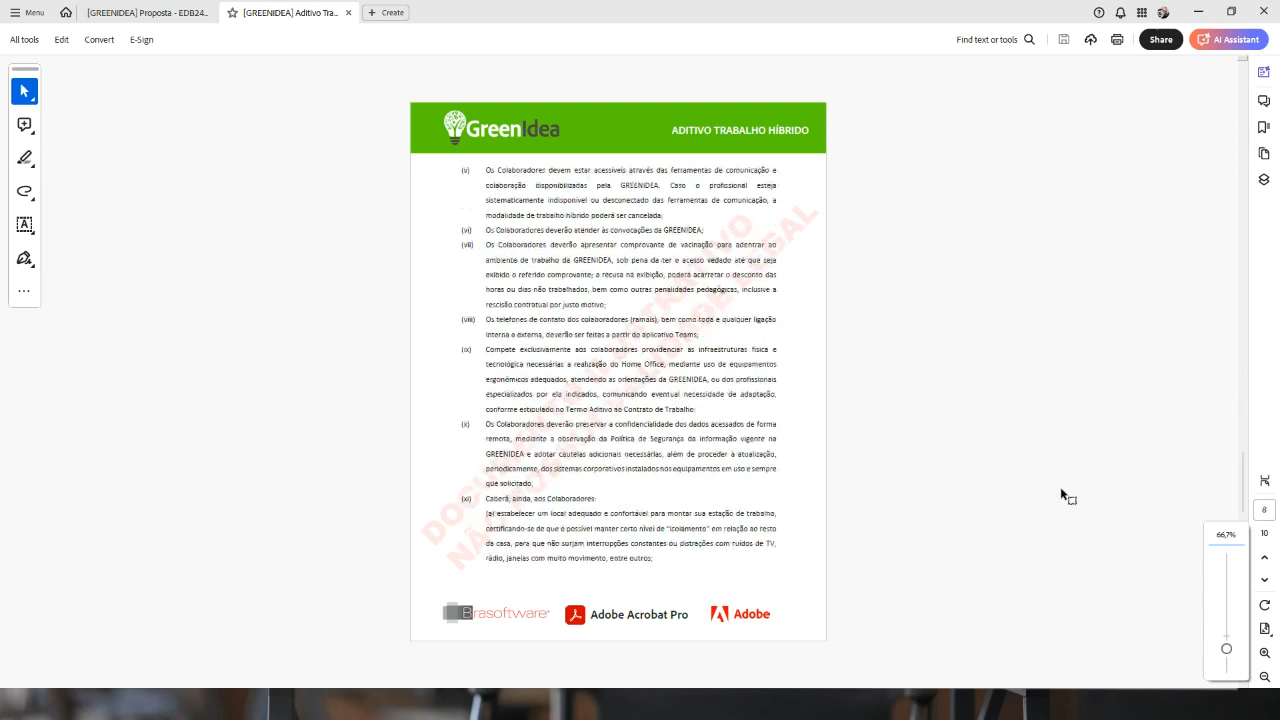 Menu
[GREENIDEA] Proposta - EDB24...
[GREENIDEA] Aditivo Tra...
Create
All tools
Edit
Convert
E-Sign
Find text or tools
Share
AI Assistant
GreenIdea
ADITIVO TRABALHO HÍBRIDO
(v) Os Colaboradores devem estar acessíveis através das ferramentas de comunicação e
colaboração disponibilizadas pela GREENIDEA. Caso o profissional esteja
sistematicamente indisponível ou desconectado das ferramentas de comunicação, a
modalidade de trabalho híbrido poderá ser cancelada;
(vi) Os Colaboradores deverão atender às convocações da GREENIDEA;
(vii) Os Colaboradores deverão apresentar comprovante de vacinação para adentrar ao
ambiente de trabalho da GREENIDEA, sob pena de ter o acesso vedado até que seja
exibido o referido comprovante; a recusa na exibição, poderá acarretar o desconto das
horas ou dias não trabalhados, bem como outras penalidades pedagógicas, inclusive a
rescisão contratual por justo motivo;
(viii) Os telefones de contato dos colaboradores (ramais), bem como toda e qualquer ligação
interna e externa, deverão ser feitas a partir do aplicativo Teams;
(ix) Compete exclusivamente aos colaboradores providenciar as infraestruturas física e
tecnológica necessárias a realização do Home Office, mediante uso de equipamentos
ergonômicos adequados, atendendo as orientações da GREENIDEA, ou dos profissionais
especializados por ela indicados, comunicando eventual necessidade de adaptação,
conforme estipulado no Termo Aditivo ao Contrato de Trabalho;
(x) Os Colaboradores deverão preservar a confidencialidade dos dados acessados de forma
remota, mediante a observação da Política de Segurança da informação vigente na
GREENIDEA e adotar cautelas adicionais necessárias, além de proceder à atualização,
periodicamente, dos sistemas corporativos instalados nos equipamentos em uso e sempre
que solicitado;
(xi) Caberá, ainda, aos Colaboradores:
(a) estabelecer um local adequado e confortável para montar sua estação de trabalho,
certificando-se de que é possível manter certo nível de "isolamento" em relação ao resto
da casa, para que não surjam interrupções constantes ou distrações com ruídos de TV,
rádio, janelas com muito movimento, entre outros;
Brasoftware
Adobe Acrobat Pro
Adobe
8
10
66,7%